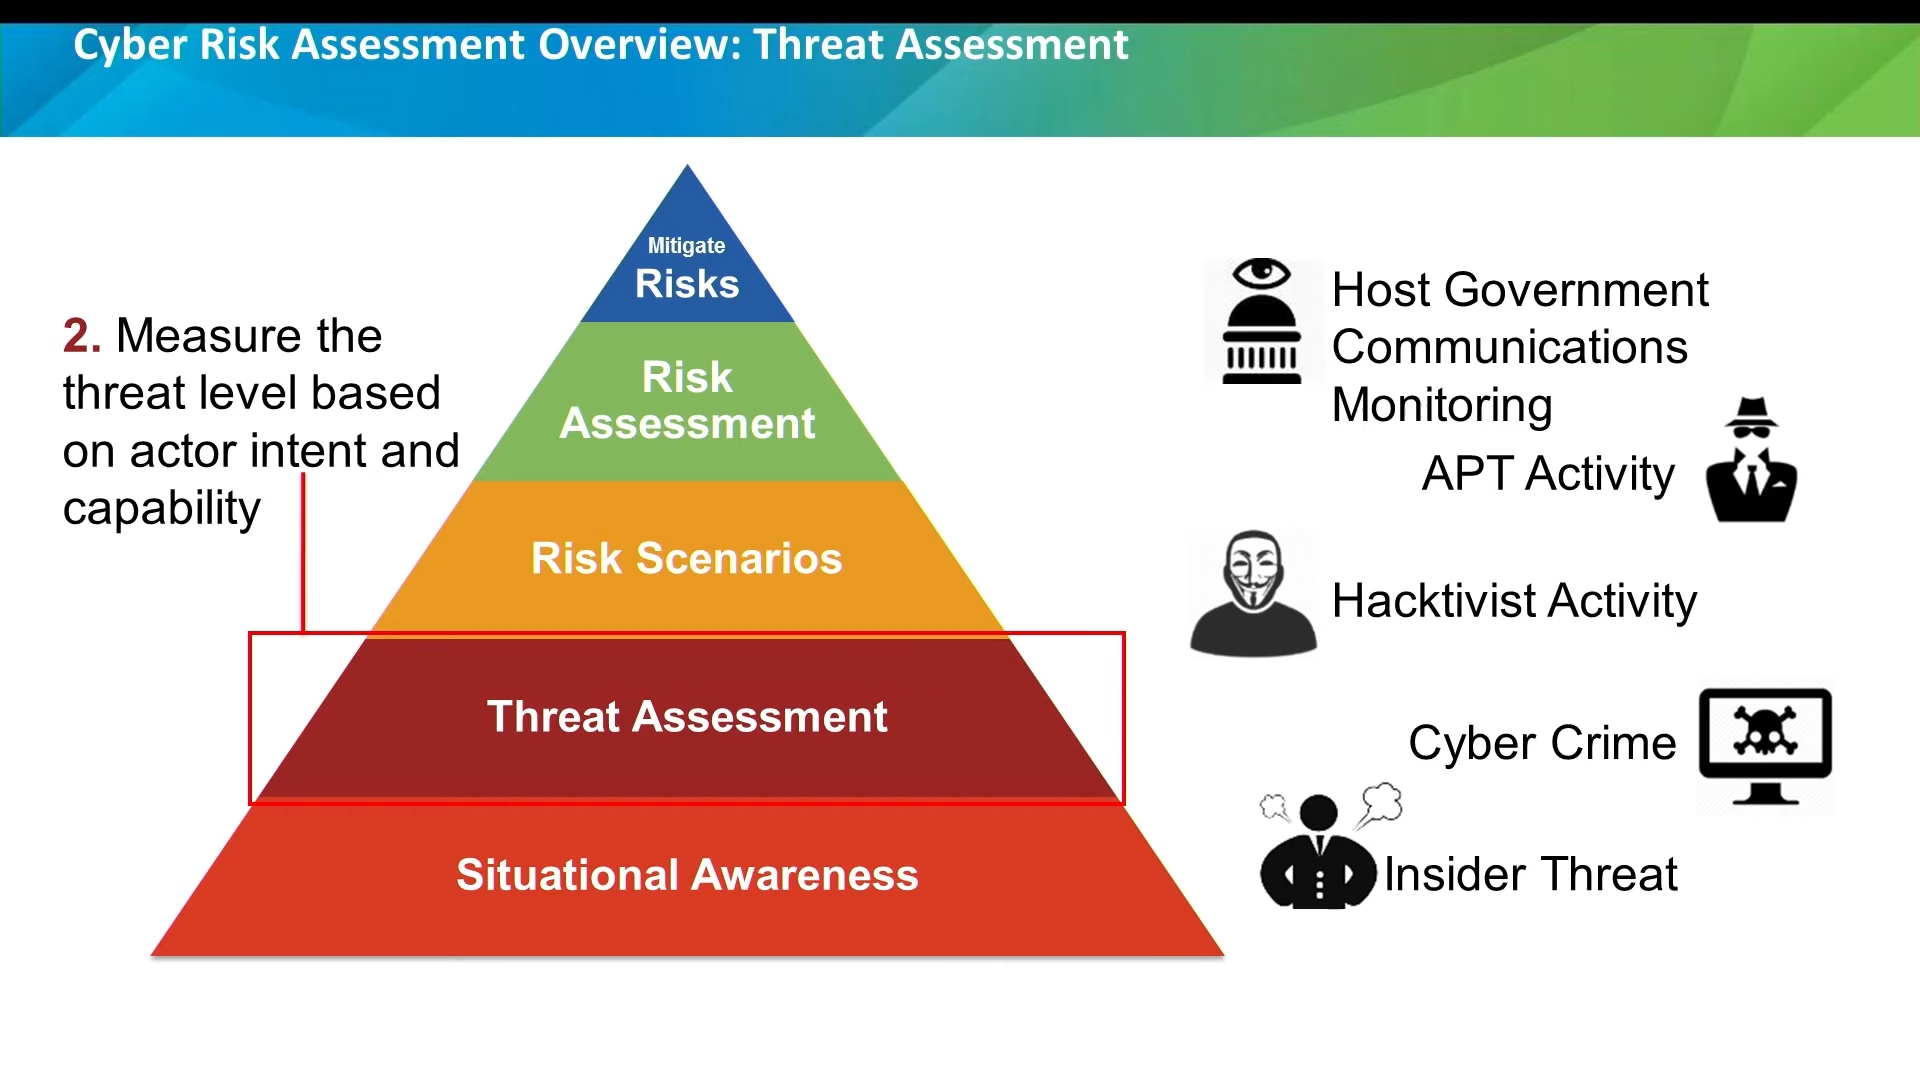 Cyber Risk Assessment Overview: Threat Assessment
2. Measure the
threat level based
on actor intent and
capability
Mitigate
Risks
Risk
Assessment
Risk Scenarios
Threat Assessment
Situational Awareness
Host Government
Communications
Monitoring
APT Activity
Hacktivist Activity
Cyber Crime
Insider Threat